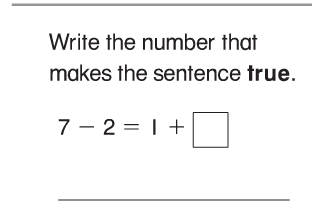 Write the number that
makes the sentence true.
7 − 2 = 1 + □